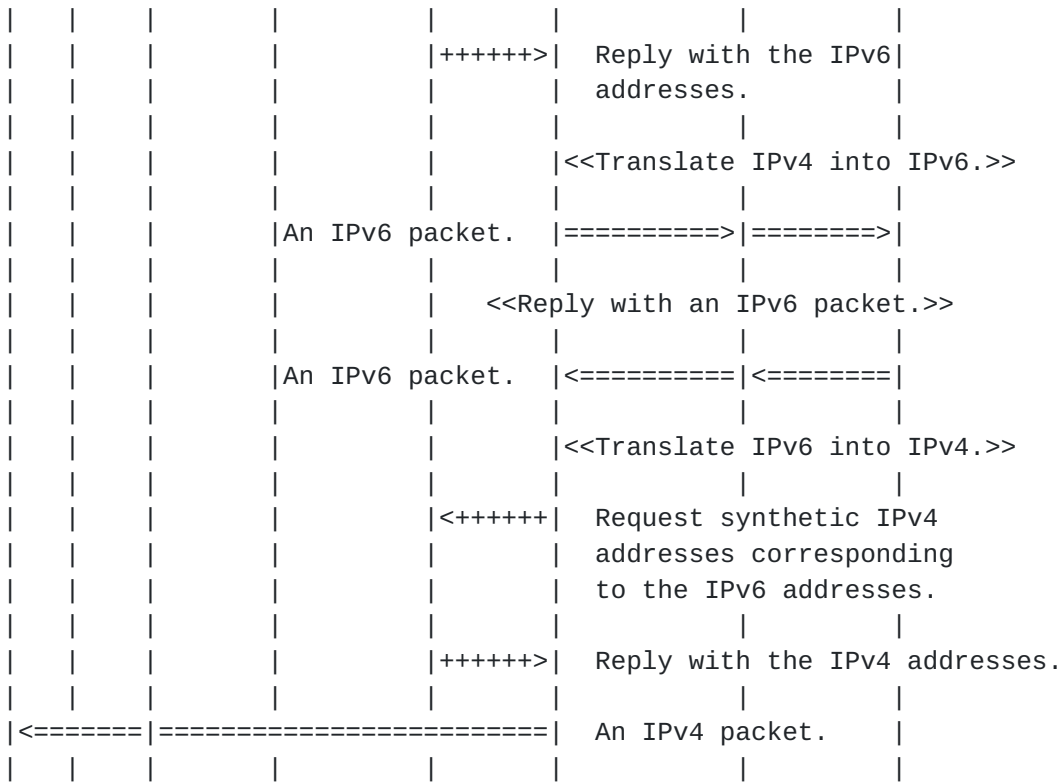 |   |    |       |         |       |           |         |
|   |    |       |         |++++++>|  Reply with the IPv6|
|   |    |       |         |       |  addresses.         |
|   |    |       |         |       |           |         |
|   |    |       |         |       |<<Translate IPv4 into IPv6.>>
|   |    |       |         |       |           |         |
|   |    |       |An IPv6 packet.  |==========>|========>|
|   |    |       |         |       |           |         |
|   |    |       |         |   <<Reply with an IPv6 packet.>>
|   |    |       |         |       |           |         |
|   |    |       |An IPv6 packet.  |<==========|<========|
|   |    |       |         |       |           |         |
|   |    |       |         |       |<<Translate IPv6 into IPv4.>>
|   |    |       |         |       |           |         |
|   |    |       |         |<++++++|  Request synthetic IPv4
|   |    |       |         |       |  addresses corresponding
|   |    |       |         |       |  to the IPv6 addresses.
|   |    |       |         |       |           |         |
|   |    |       |         |++++++>|  Reply with the IPv4 addresses.
|   |    |       |         |       |           |         |
|<=======|=========================|  An IPv4 packet.    |
|   |    |       |         |       |           |         |